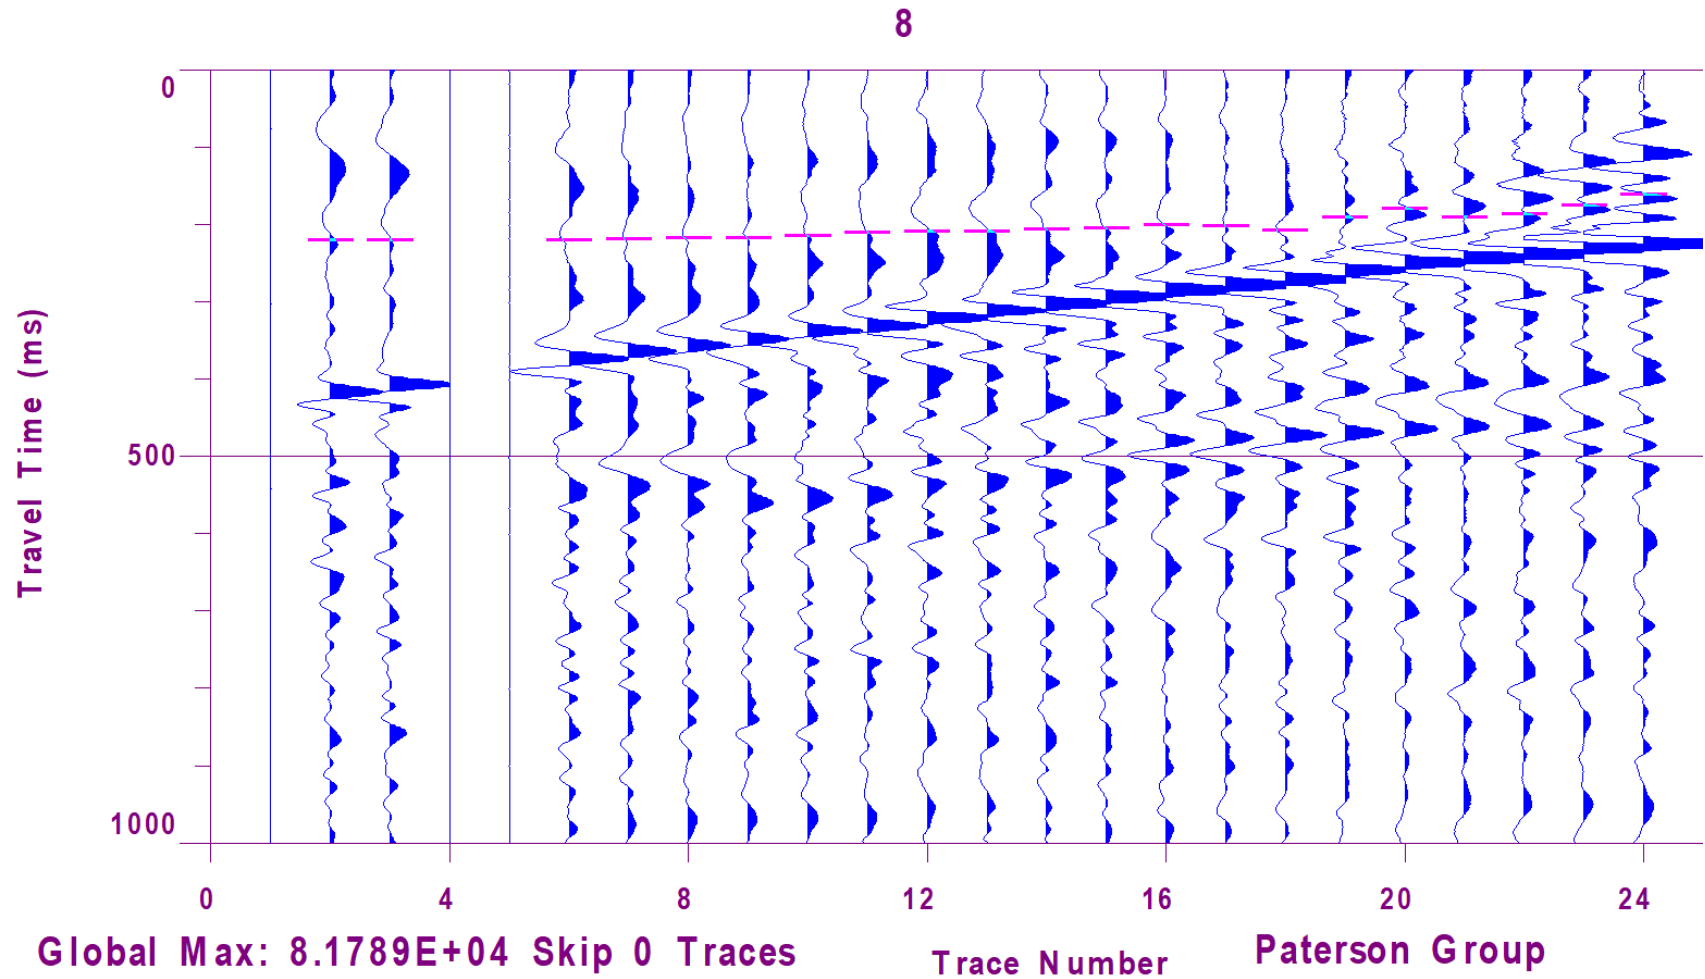 8
0
500
1000
Travel Time (ms)
0 4 8 12 16 20 24
Global Max: 8.1789E+04 Skip 0 Traces
Trace Number
Paterson Group